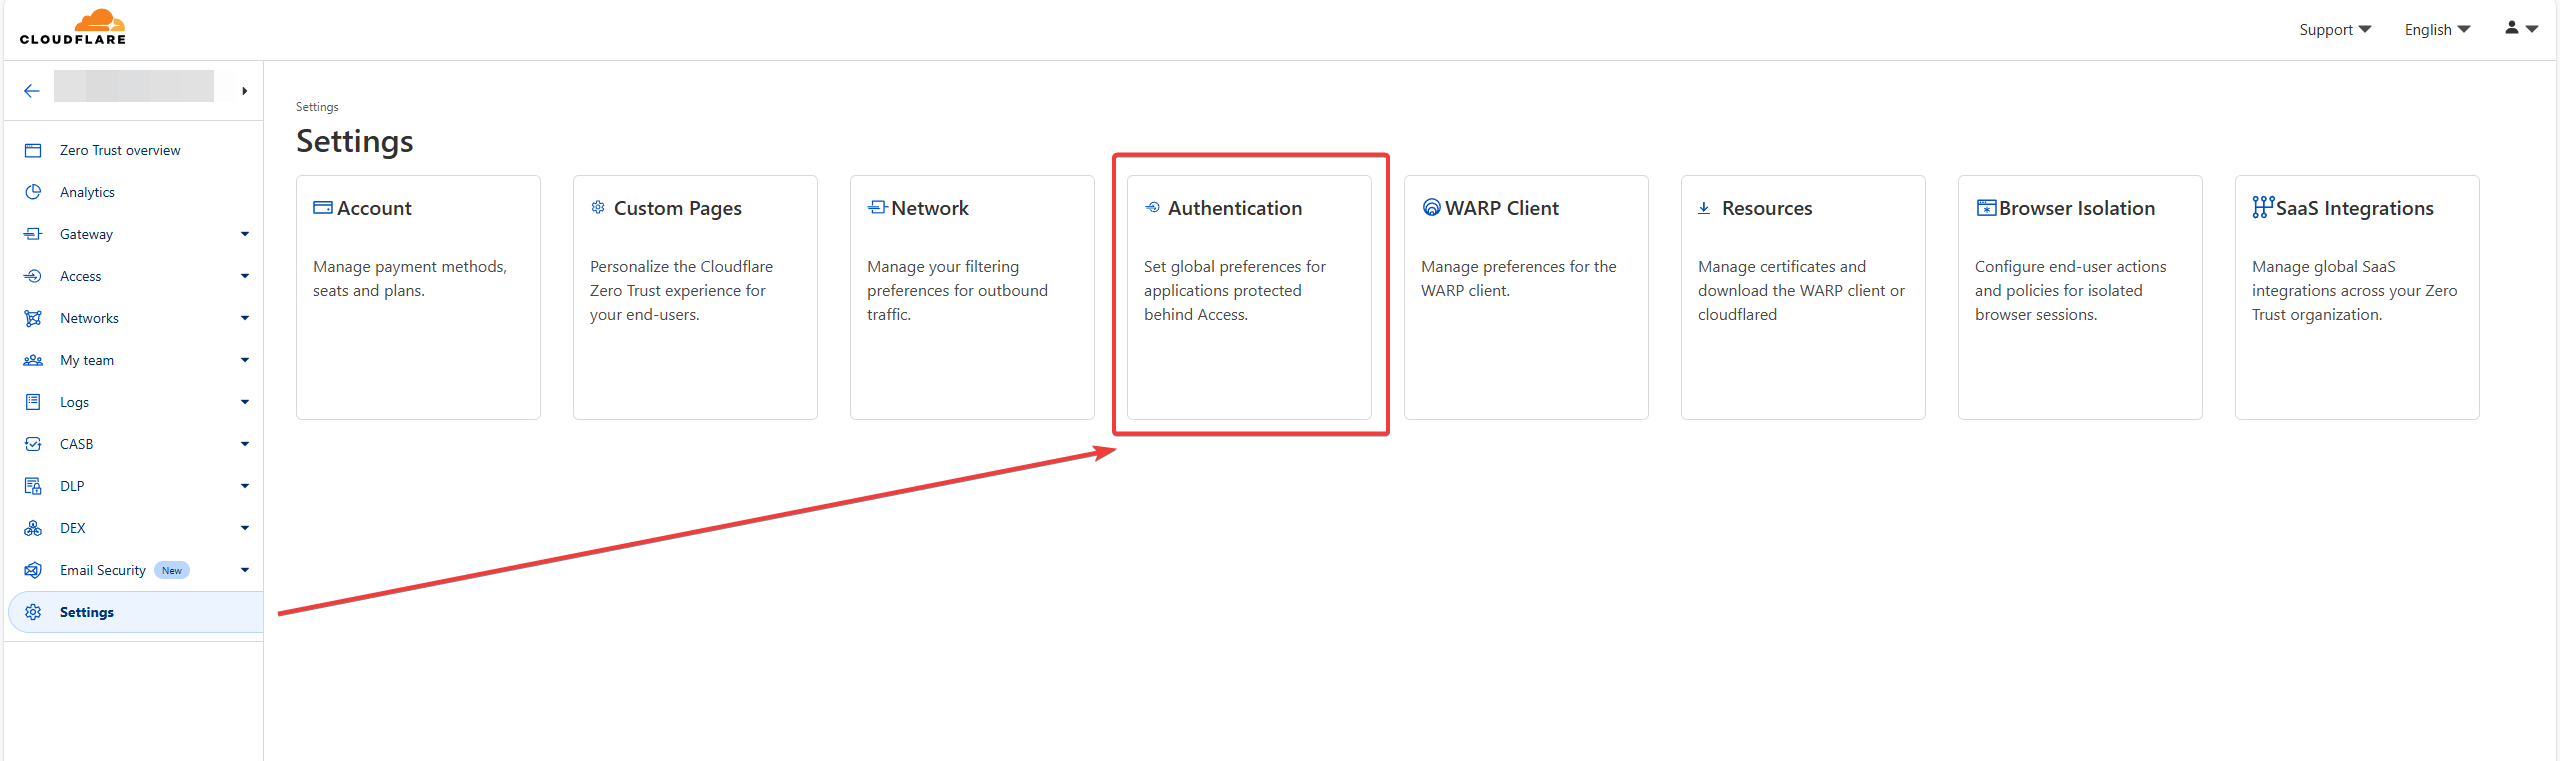 CLOUDFLARE
Support
English
Zero Trust overview
Analytics
Gateway
Access
Networks
My team
Logs
CASB
DLP
DEX
Email Security New
Settings
Settings
Settings
Account
Manage payment methods,
seats and plans.
Custom Pages
Personalize the Cloudflare
Zero Trust experience for
your end-users.
Network
Manage your filtering
preferences for outbound
traffic.
Authentication
Set global preferences for
applications protected
behind Access.
WARP Client
Manage preferences for the
WARP client.
Resources
Manage certificates and
download the WARP client or
cloudflared
Browser Isolation
Configure end-user actions
and policies for isolated
browser sessions.
SaaS Integrations
Manage global SaaS
integrations across your Zero
Trust organization.